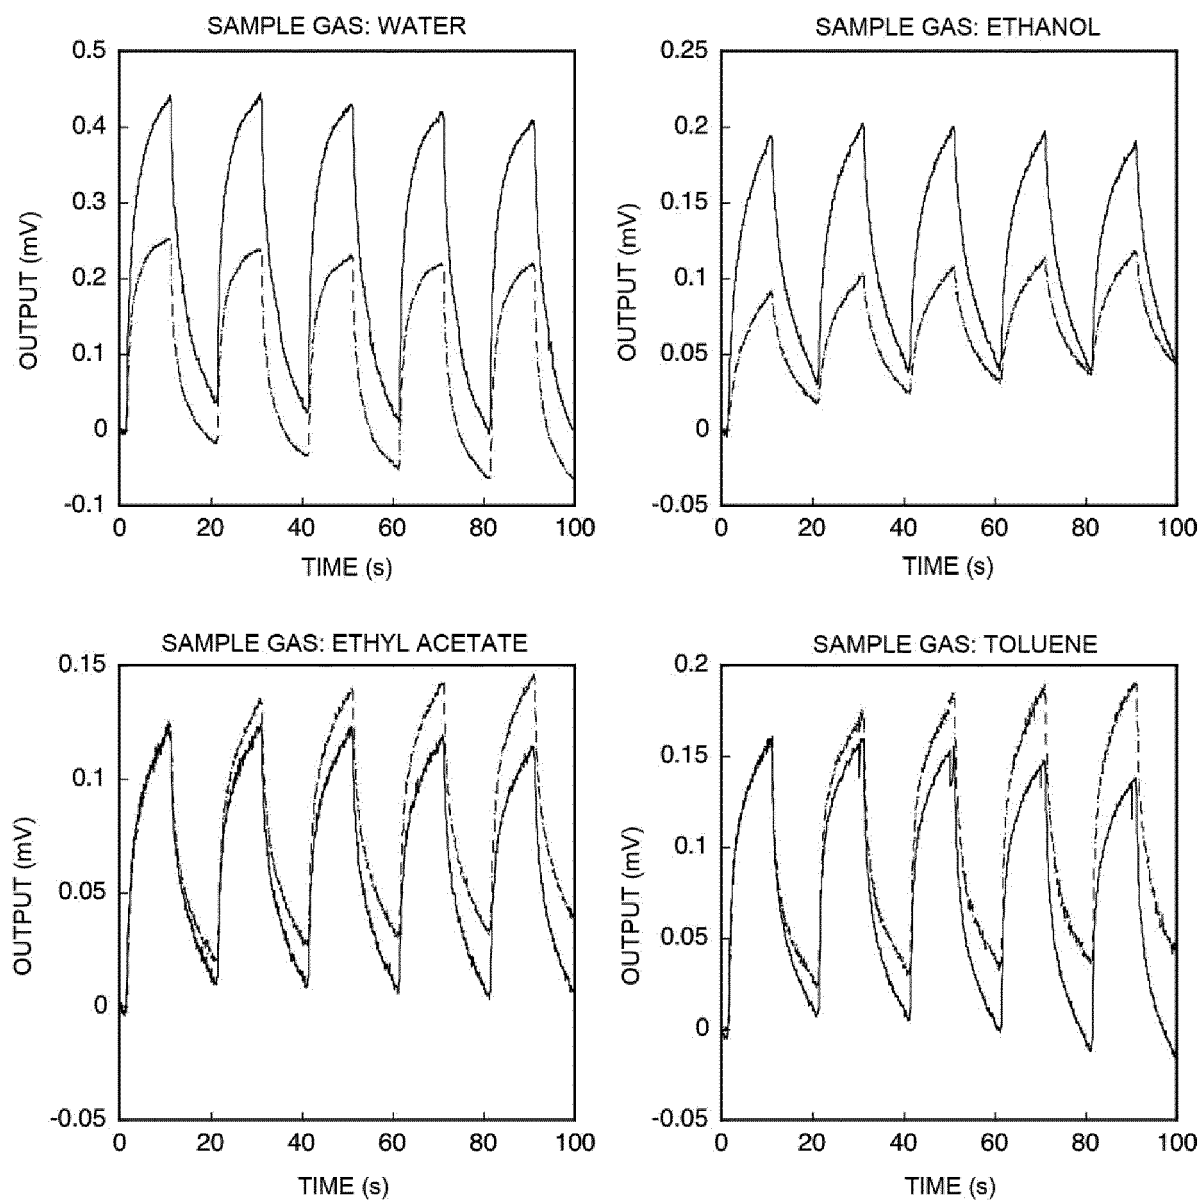 SAMPLE GAS: WATER
OUTPUT (mV)
0.5
0.4
0.3
0.2
0.1
0
-0.1
0 20 40 60 80 100
TIME (s)
SAMPLE GAS: ETHANOL
OUTPUT (mV)
0.25
0.2
0.15
0.1
0.05
0
-0.05
0 20 40 60 80 100
TIME (s)
SAMPLE GAS: ETHYL ACETATE
OUTPUT (mV)
0.15
0.1
0.05
0
-0.05
0 20 40 60 80 100
TIME (s)
SAMPLE GAS: TOLUENE
OUTPUT (mV)
0.2
0.15
0.1
0.05
0
-0.05
0 20 40 60 80 100
TIME (s)